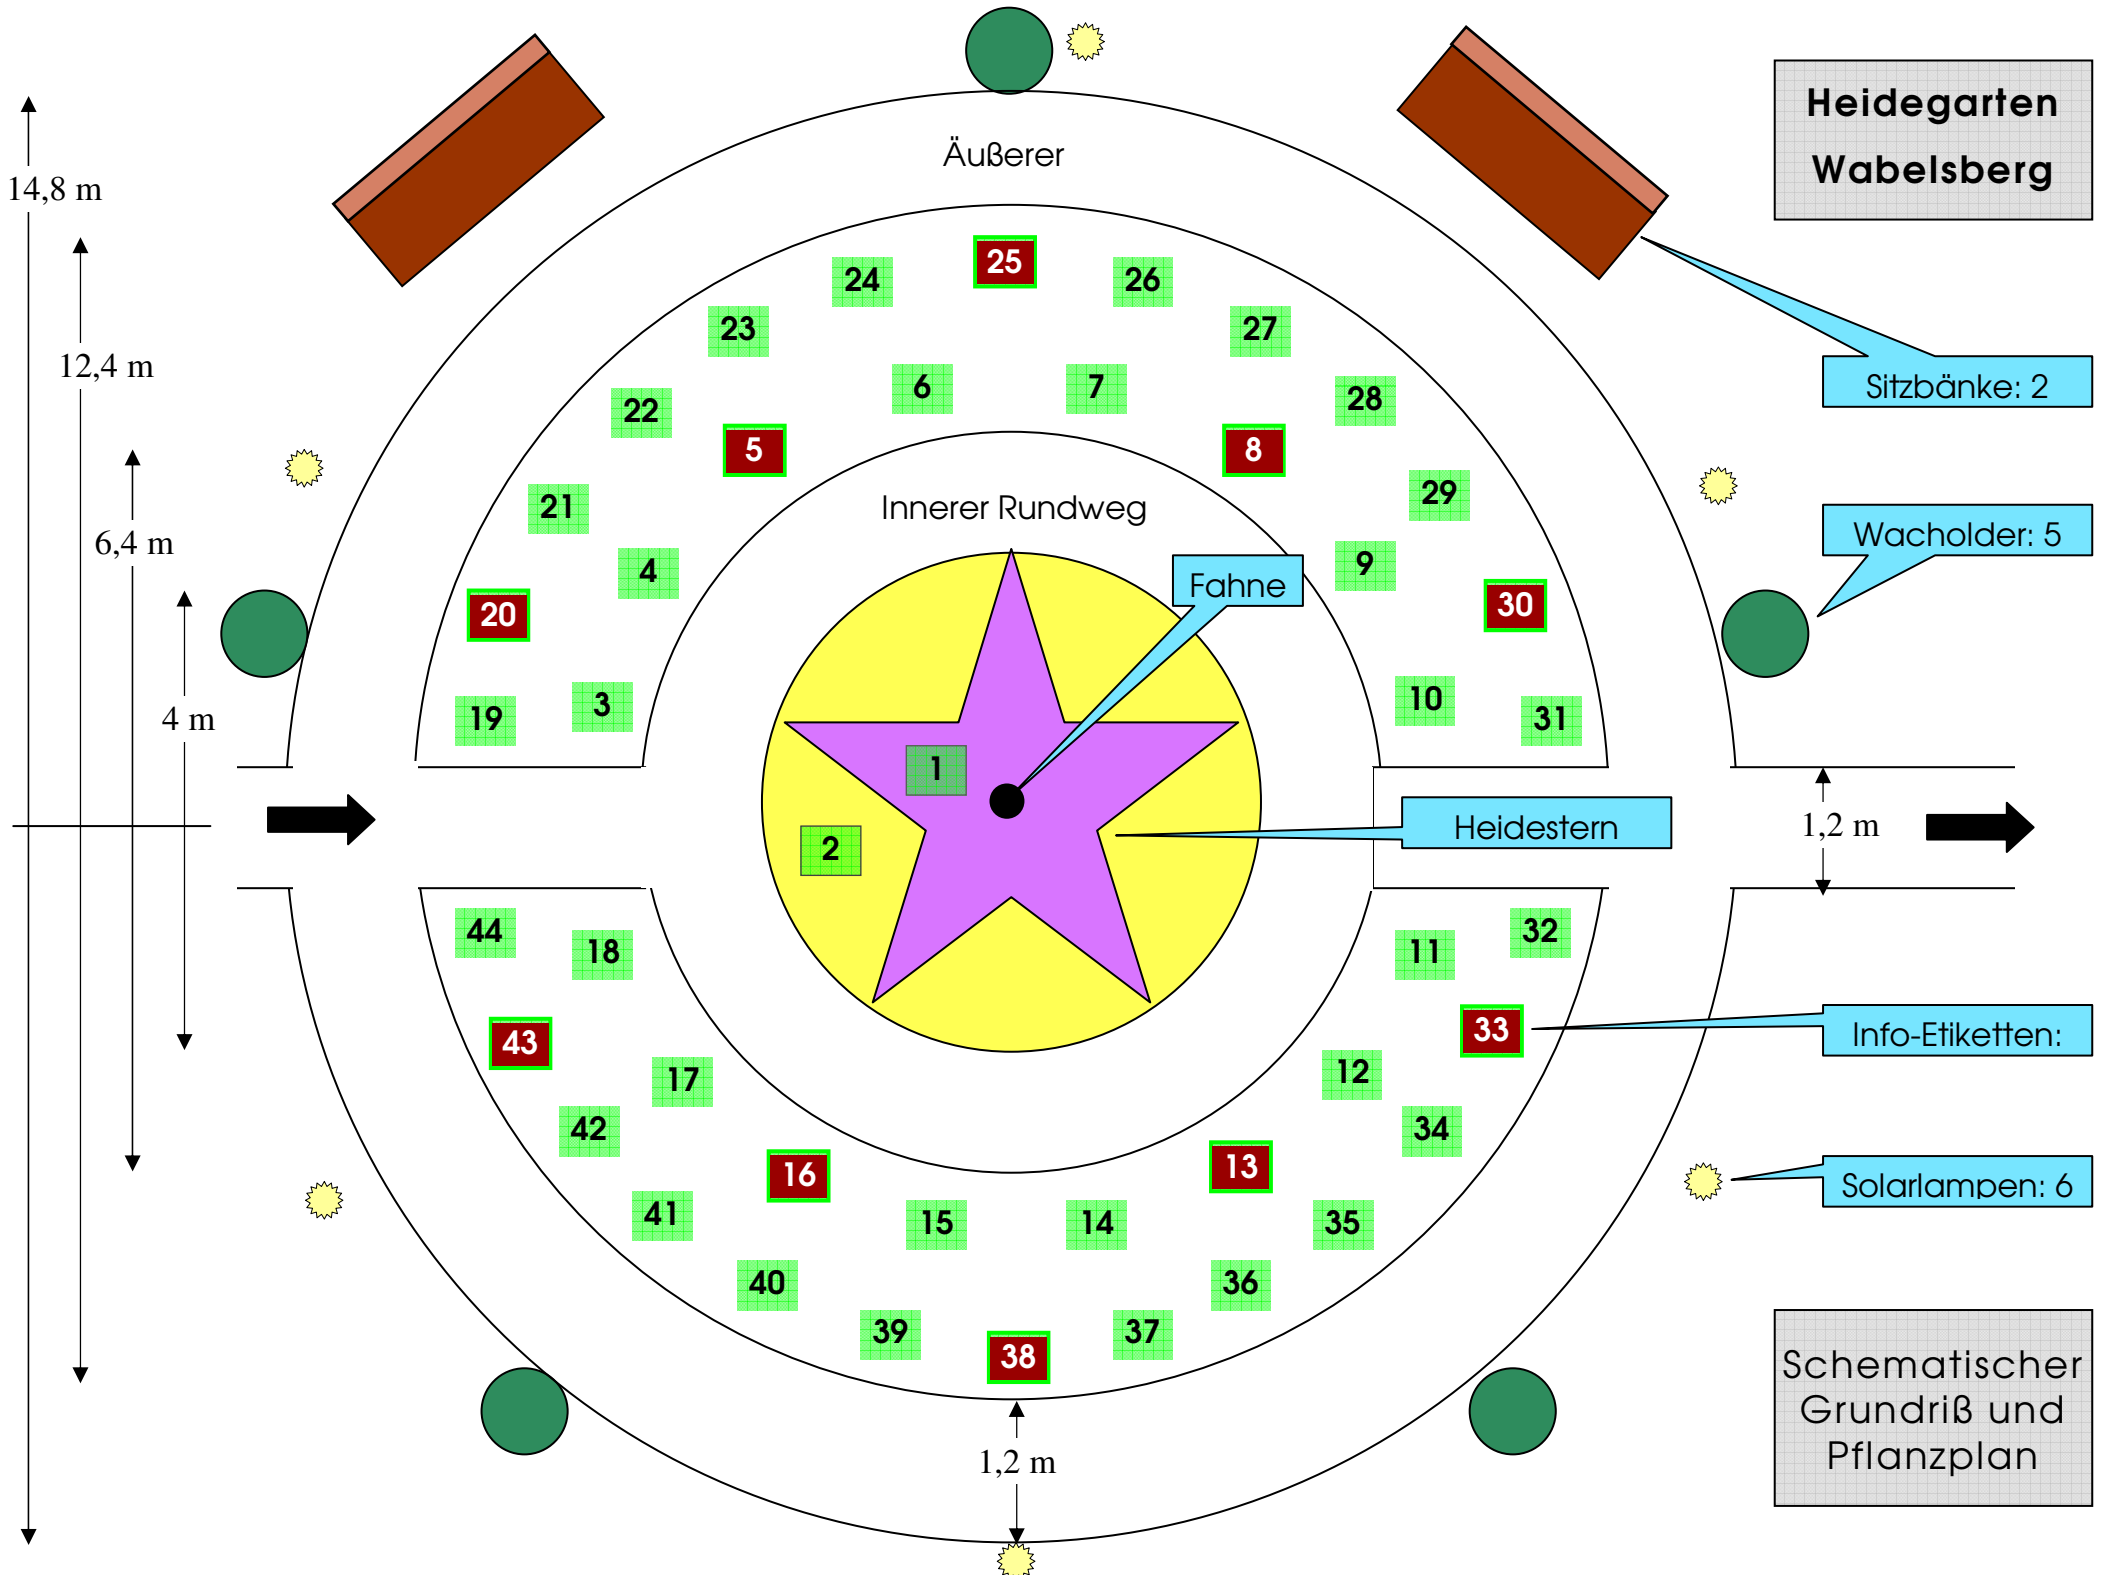 Heidegarten
Wabelsberg
Äußerer
14,8 m
25
24
26
23
27
12,4 m
6
7
28
22
Sitzbänke: 2
5
8
29
21
Innerer Rundweg
Wacholder: 5
6,4 m
4
9
Fahne
20
30
3
10
19
31
4 m
1
2
Heidestern
1,2 m
44
18
11
32
43
33
Info-Etiketten:
17
12
42
34
16
13
Solarlampen: 6
41
15
14
35
40
36
39
37
38
Schematischer
Grundriß und
Pflanzplan
1,2 m